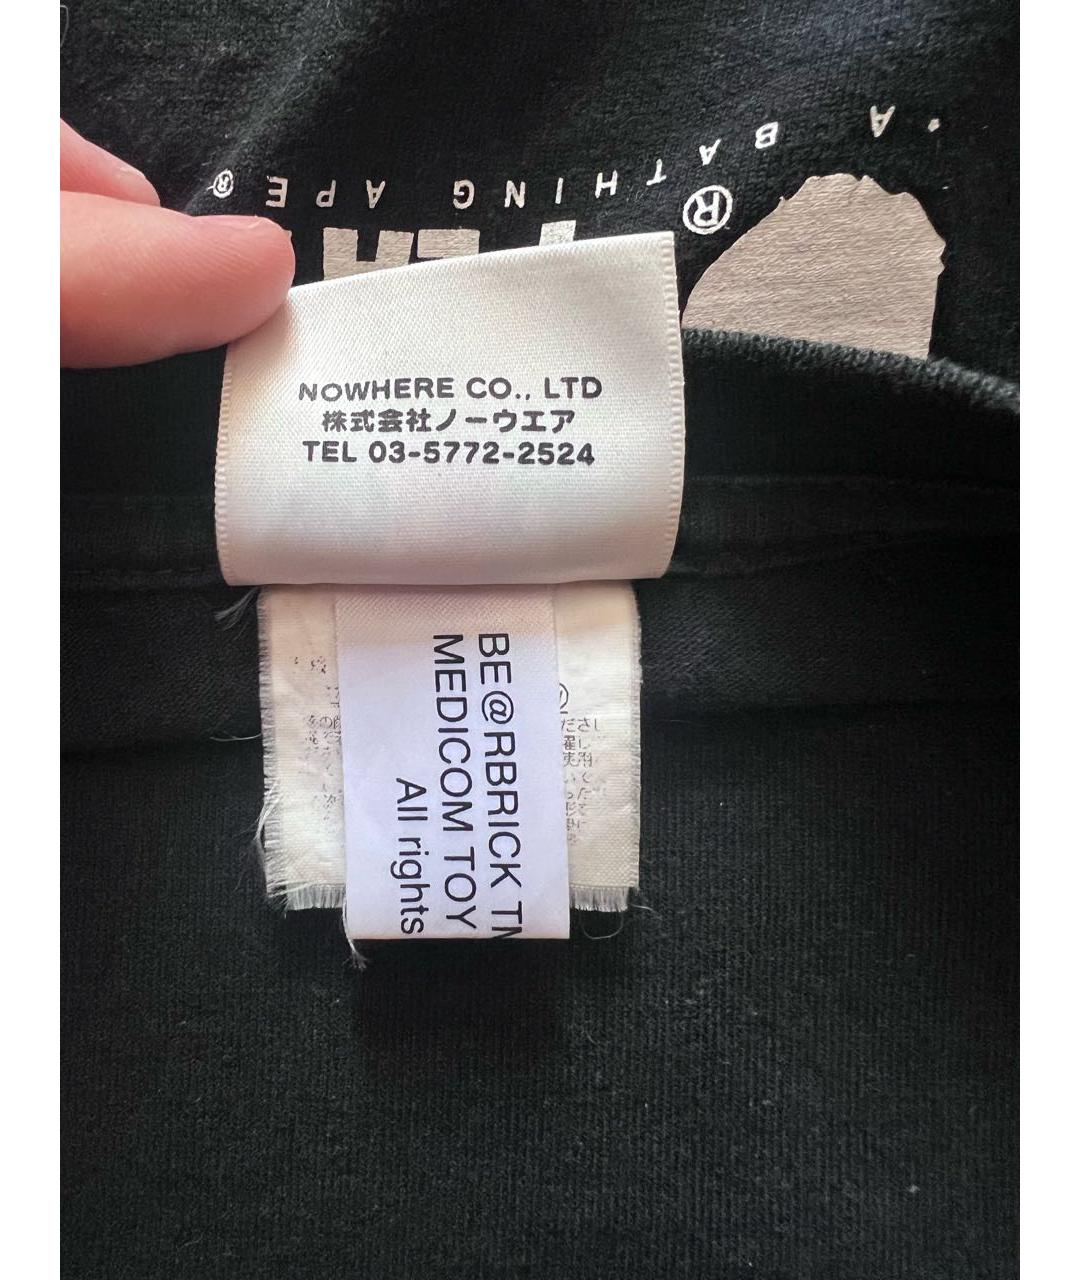 • A BATHING APE®
®
NOWHERE CO., LTD
株式会社ノーウエア
TEL 03-5772-2524
BE@RBRICK TM
MEDICOM TOY
All rights